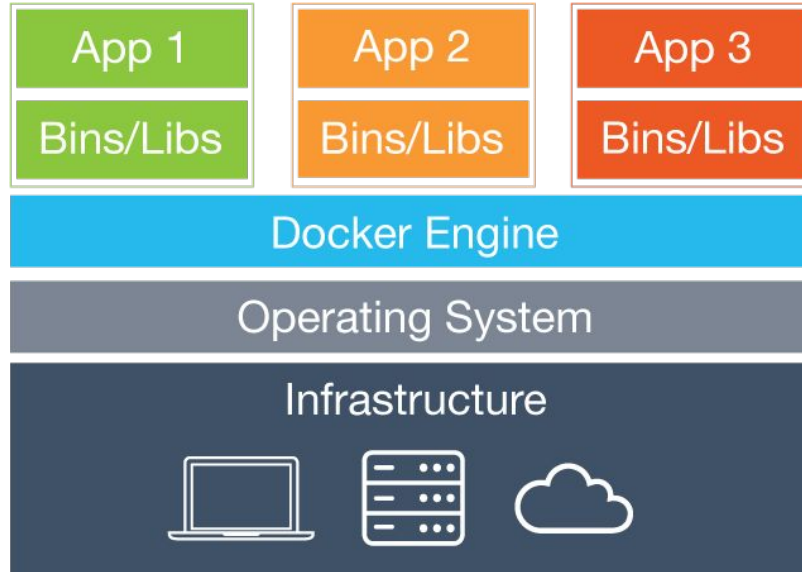 App 1
App 2
App 3
Bins/Libs
Bins/Libs
Bins/Libs
Docker Engine
Operating System
Infrastructure